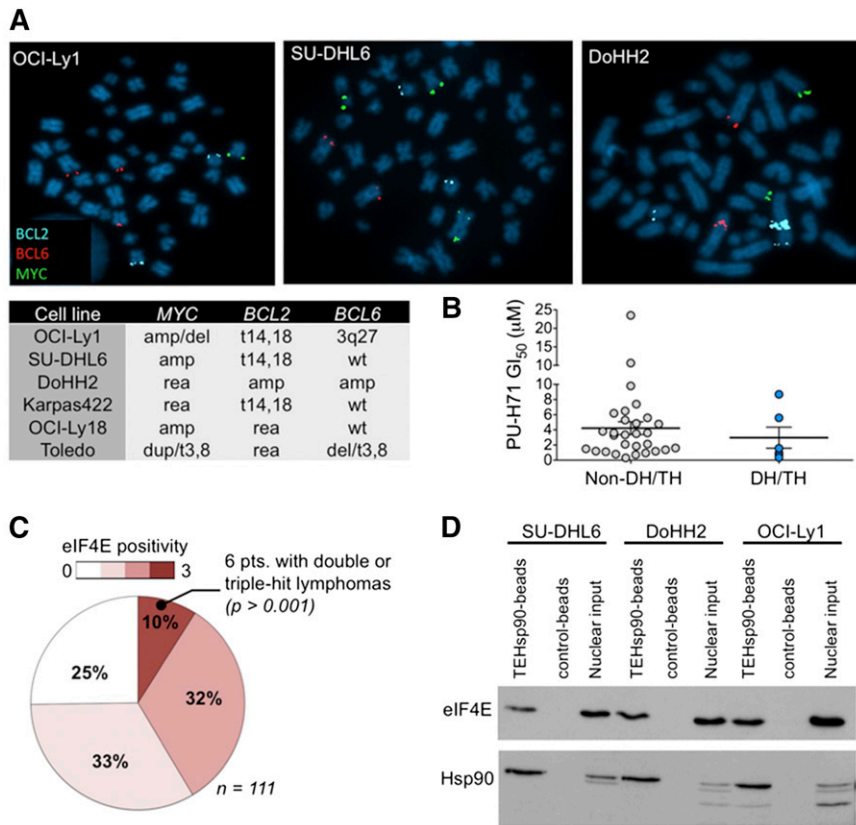 A
OCI-Ly1
SU-DHL6
DoHH2
BCL2
BCL6
MYC
Cell line MYC BCL2 BCL6
OCI-Ly1 amp/del t14,18 3q27
SU-DHL6 amp t14,18 wt
DoHH2 rea amp amp
Karpas422 rea t14,18 wt
OCI-Ly18 amp rea wt
Toledo dup/t3,8 rea del/t3,8
B
PU-H71 GI50 (μM)
25
20
15
10
8
6
4
2
0
Non-DH/TH
DH/TH
C
eIF4E positivity
0 3
6 pts. with double or
triple-hit lymphomas
(p > 0.001)
10%
32%
33%
25%
n = 111
D
SU-DHL6 DoHH2 OCI-Ly1
TEHsp90-beads
control-beads
Nuclear input
TEHsp90-beads
control-beads
Nuclear input
TEHsp90-beads
control-beads
Nuclear input
eIF4E
Hsp90